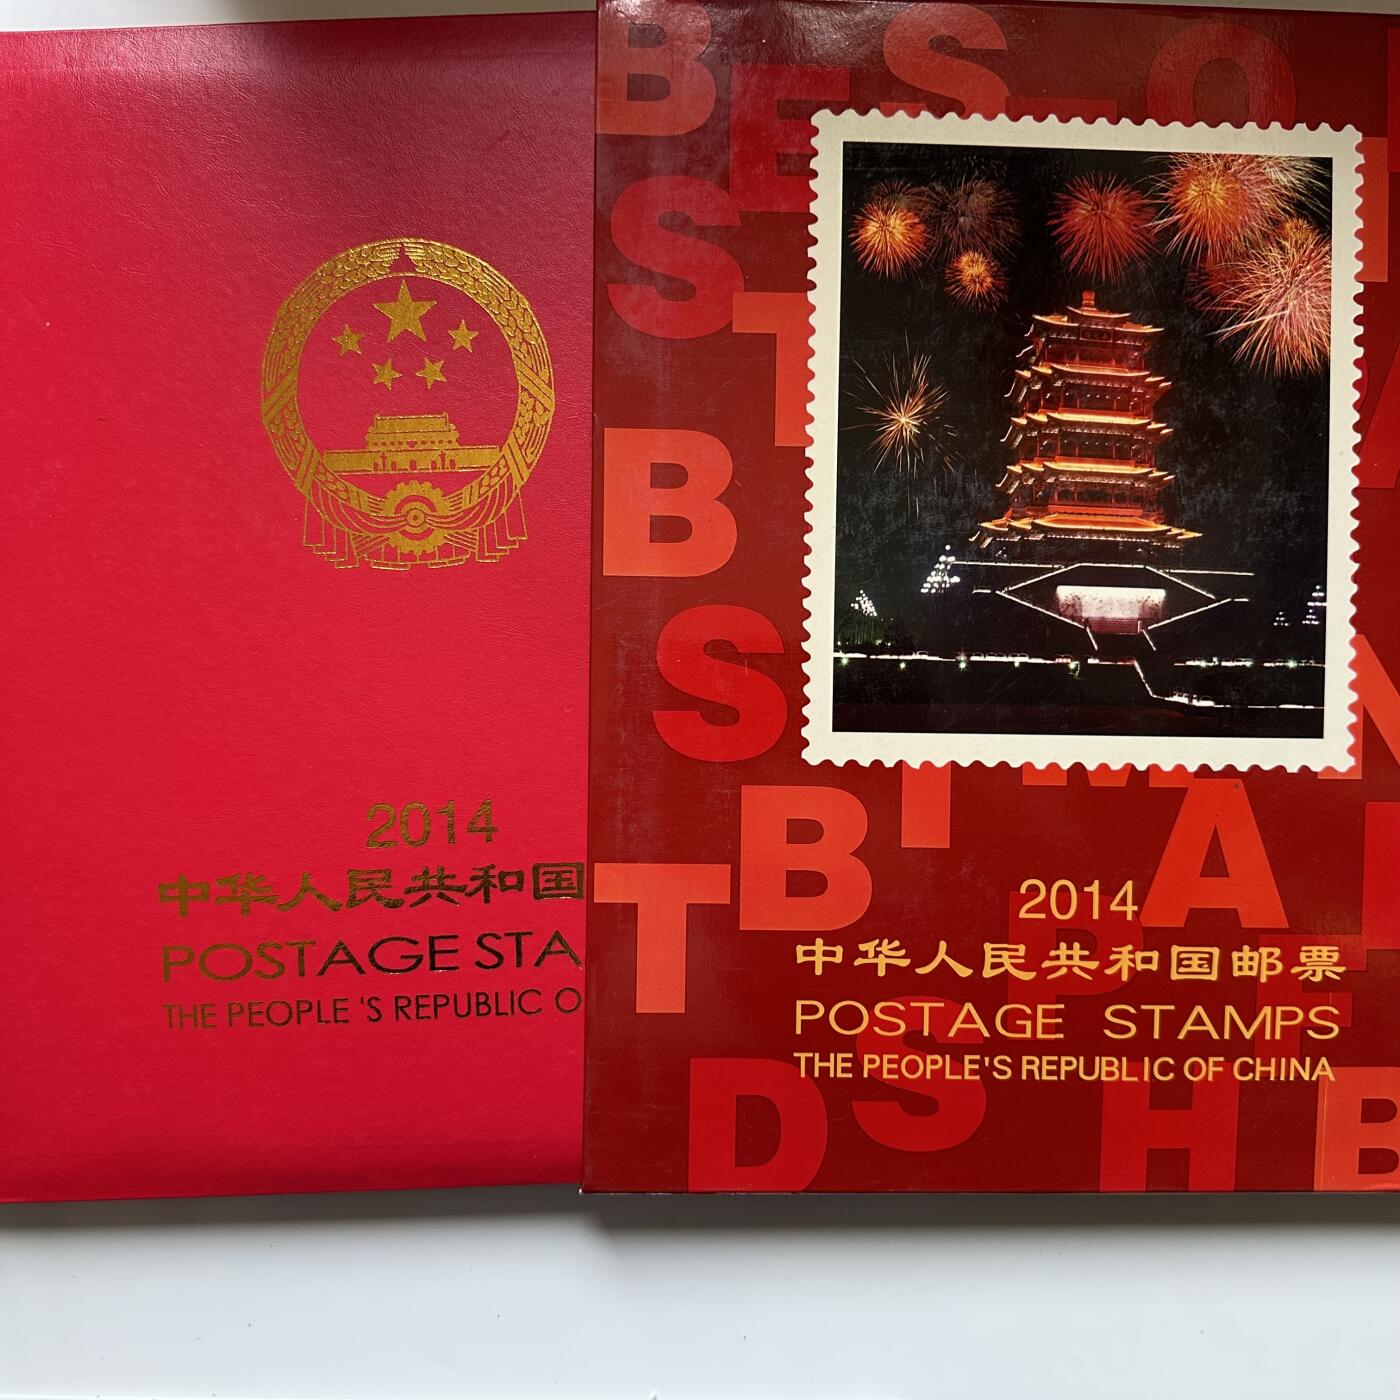 2014
中华人民共和国
POSTAGE STA
THE PEOPLE 'S REPUBLIC O
B
E
S
O
S
T
B
S
T
M
A
N
T
B
P
2014
中华人民共和国邮票
POSTAGE STAMPS
THE PEOPLE'S REPUBLIC OF CHINA
D
S
H
B